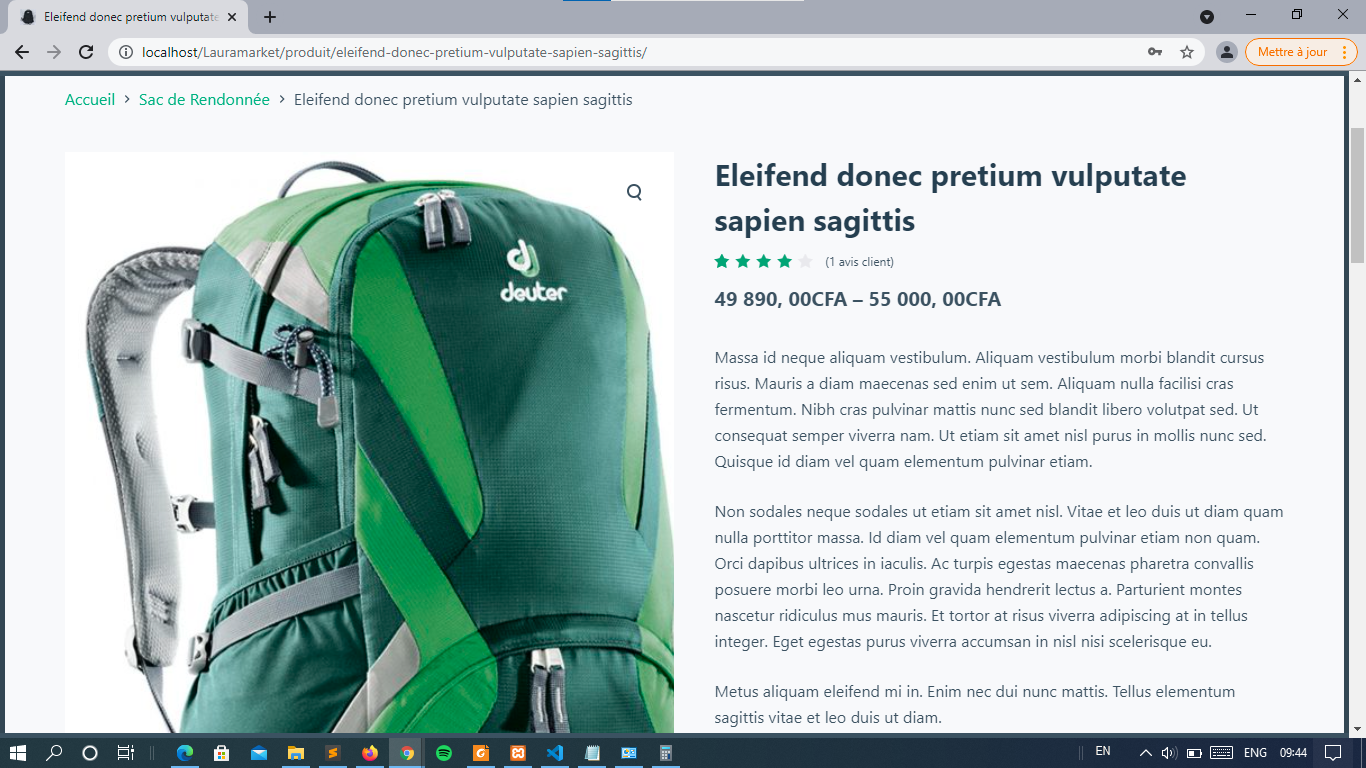 Eleifend donec pretium vulputate
localhost/Lauramarket/produit/eleifend-donec-pretium-vulputate-sapien-sagittis/
Mettre à jour
Accueil > Sac de Rendonnée > Eleifend donec pretium vulputate sapien sagittis
deuter
Eleifend donec pretium vulputate
sapien sagittis
(1 avis client)
49 890, 00CFA – 55 000, 00CFA
Massa id neque aliquam vestibulum. Aliquam vestibulum morbi blandit cursus
risus. Mauris a diam maecenas sed enim ut sem. Aliquam nulla facilisi cras
fermentum. Nibh cras pulvinar mattis nunc sed blandit libero volutpat sed. Ut
consequat semper viverra nam. Ut etiam sit amet nisl purus in mollis nunc sed.
Quisque id diam vel quam elementum pulvinar etiam.
Non sodales neque sodales ut etiam sit amet nisl. Vitae et leo duis ut diam quam
nulla porttitor massa. Id diam vel quam elementum pulvinar etiam non quam.
Orci dapibus ultrices in iaculis. Ac turpis egestas maecenas pharetra convallis
posuere morbi leo urna. Proin gravida hendrerit lectus a. Parturient montes
nascetur ridiculus mus mauris. Et tortor at risus viverra adipiscing at in tellus
integer. Eget egestas purus viverra accumsan in nisl nisi scelerisque eu.
Metus aliquam eleifend mi in. Enim nec dui nunc mattis. Tellus elementum
sagittis vitae et leo duis ut diam.
EN
ENG
09:44